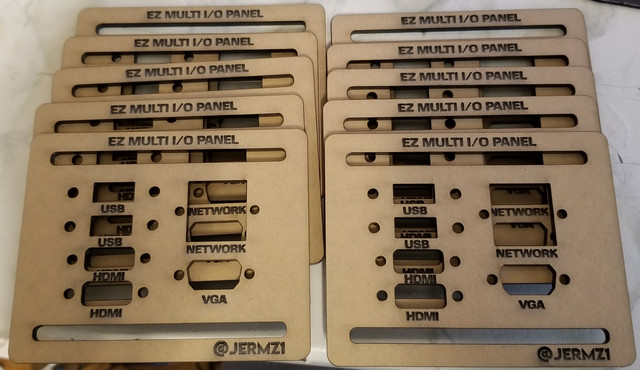 EZ MULTI I/O PANEL
EZ MULTI I/O PANEL
EZ MULTI I/O PANEL
EZ MULTI I/O PANEL
EZ MULTI I/O PANEL
USB
NETWORK
USB
NETWORK
HDMI
HDMI
VGA
@JERMZ1
EZ MULTI I/O PANEL
EZ MULTI I/O PANEL
EZ MULTI I/O PANEL
EZ MULTI I/O PANEL
EZ MULTI I/O PANEL
USB
NETWORK
USB
NETWORK
HDMI
HDMI
VGA
@JERMZ1